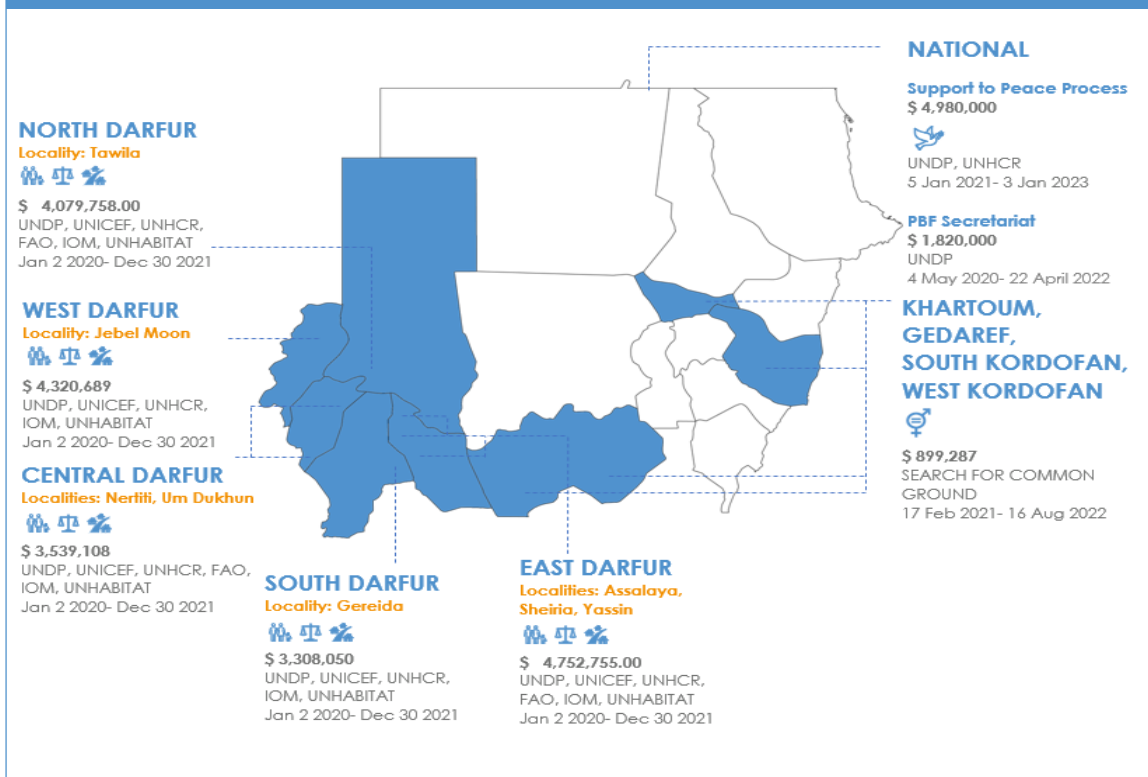 NATIONAL
Support to Peace Process
$ 4,980,000
UNDP, UNHCR
5 Jan 2021- 3 Jan 2023
PBF Secretariat
$ 1,820,000
UNDP
4 May 2020- 22 April 2022
NORTH DARFUR
Locality: Tawila
$ 4,079,758.00
UNDP, UNICEF, UNHCR,
FAO, IOM, UNHABITAT
Jan 2 2020- Dec 30 2021
WEST DARFUR
Locality: Jebel Moon
$ 4,320,689
UNDP, UNICEF, UNHCR,
IOM, UNHABITAT
Jan 2 2020- Dec 30 2021
CENTRAL DARFUR
Localities: Nertiti, Um Dukhun
$ 3,539,108
UNDP, UNICEF, UNHCR, FAO,
IOM, UNHABITAT
Jan 2 2020- Dec 30 2021
SOUTH DARFUR
Locality: Gereida
$ 3,308,050
UNDP, UNICEF, UNHCR,
IOM, UNHABITAT
Jan 2 2020- Dec 30 2021
EAST DARFUR
Localities: Assalaya,
Sheiria, Yassin
$ 4,752,755.00
UNDP, UNICEF, UNHCR,
FAO, IOM, UNHABITAT
Jan 2 2020- Dec 30 2021
KHARTOUM,
GEDAREF,
SOUTH KORDOFAN,
WEST KORDOFAN
$ 899,287
SEARCH FOR COMMON
GROUND
17 Feb 2021- 16 Aug 2022